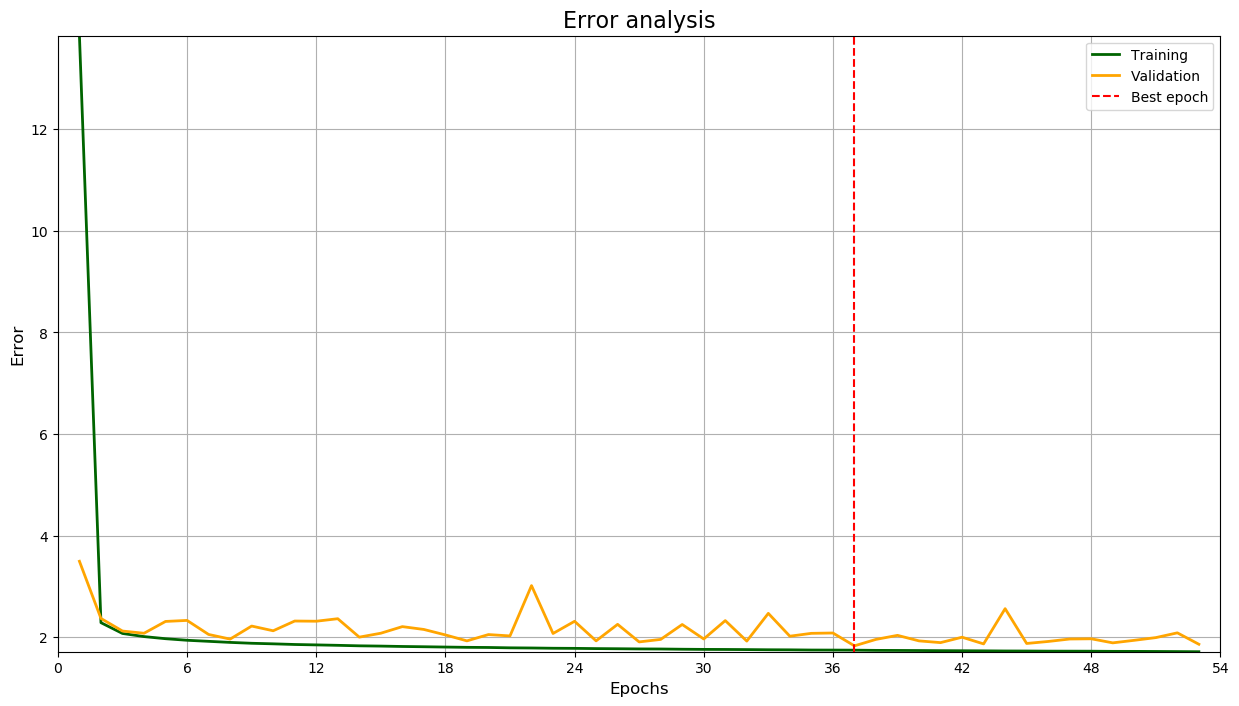 Error analysis
Training
Validation
Best epoch
12
10
8
6
4
2
Error
0 6 12 18 24 30 36 42 48 54
Epochs